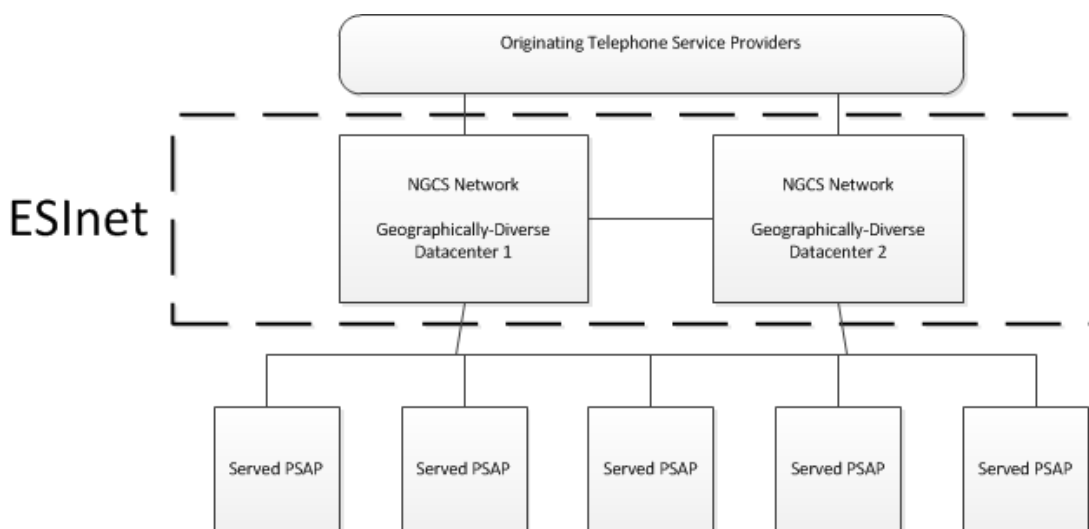 Originating Telephone Service Providers
ESInet
NGCS Network
Geographically-Diverse
Datacenter 1
NGCS Network
Geographically-Diverse
Datacenter 2
Served PSAP
Served PSAP
Served PSAP
Served PSAP
Served PSAP